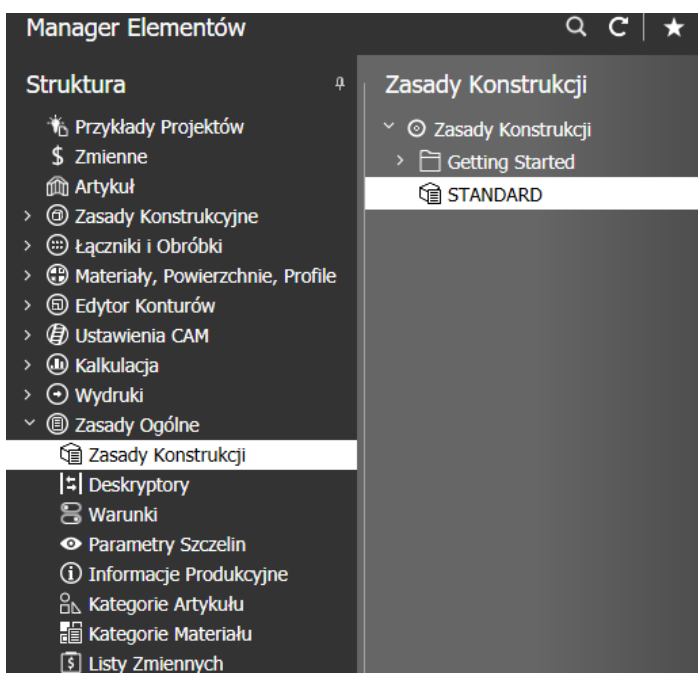 Manager Elementów
Struktura
Przykłady Projektów
$ Zmienne
Artykuł
Zasady Konstrukcyjne
Łączniki i Obróbki
Materiały, Powierzchnie, Profile
Edytor Konturów
Ustawienia CAM
Kalkulacja
Wydruki
Zasady Ogólne
Zasady Konstrukcji
Deskryptory
Warunki
Parametry Szczelin
Informacje Produkcyjne
Kategorie Artykułu
Kategorie Materiału
Listy Zmiennych
Zasady Konstrukcji
Zasady Konstrukcji
Getting Started
STANDARD